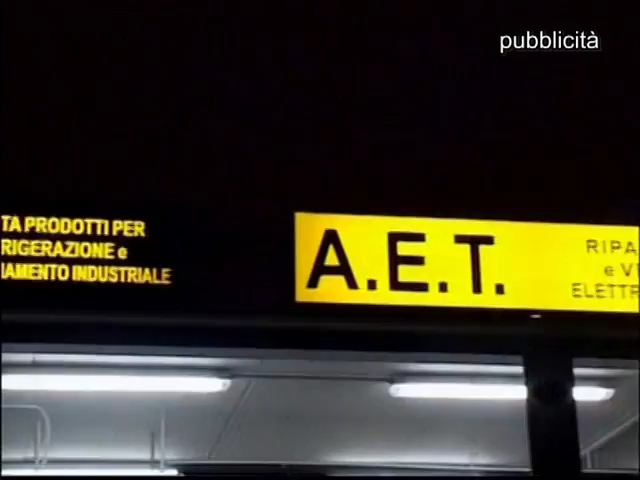 pubblicità
TA PRODOTTI PER
RIGERAZIONE e
IAMENTO INDUSTRIALE
A.E.T.
RIPA
e V
ELETTR